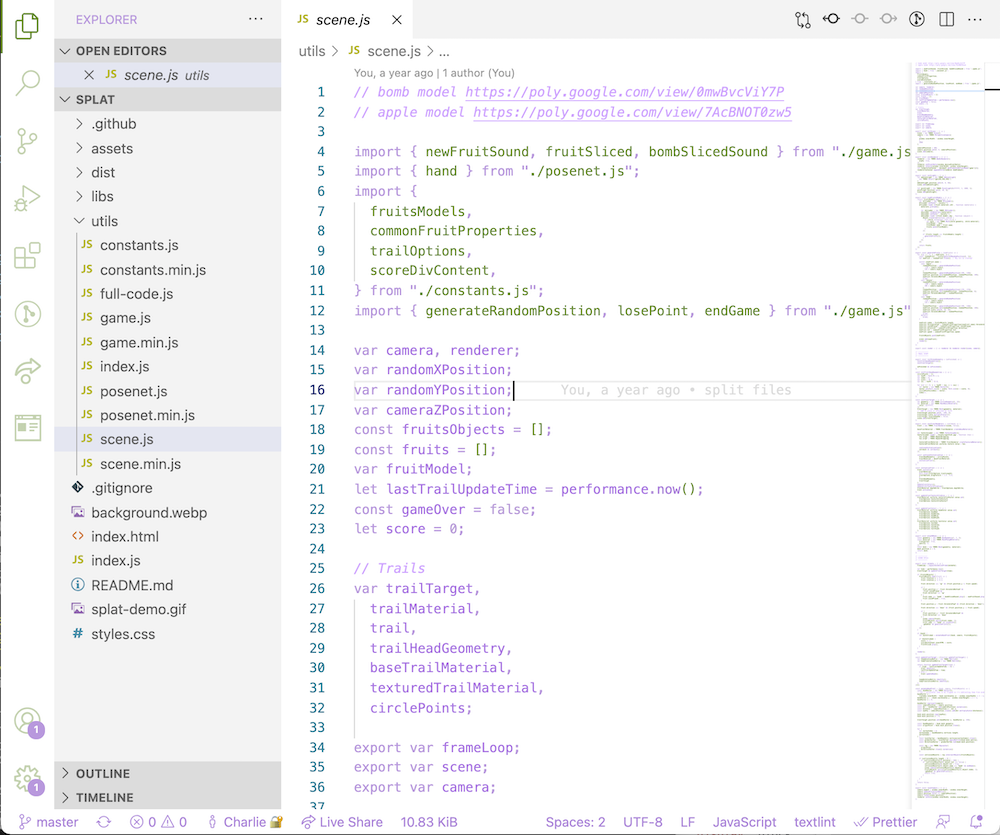 EXPLORER
OPEN EDITORS
JS scene.js utils
SPLAT
.github
assets
dist
libs
utils
JS constants.js
JS constants.min.js
JS full-code.js
JS game.js
JS game.min.js
JS index.js
JS posenet.js
JS posenet.min.js
JS scene.js
JS scene.min.js
.gitignore
background.webp
<> index.html
JS index.js
README.md
splat-demo.gif
# styles.css
OUTLINE
TIMELINE
1
1
JS scene.js
utils > JS scene.js > ...
You, a year ago | 1 author (You)
1 // bomb model https://poly.google.com/view/0mwBvcViY7P
2 // apple model https://poly.google.com/view/7AcBNOT0zw5
3
4 import { newFruitSound, fruitSliced, bombSlicedSound } from "./game.js
5 import { hand } from "./posenet.js";
6 import {
7 fruitsModels,
8 commonFruitProperties,
9 trailOptions,
10 scoreDivContent,
11 } from "./constants.js";
12 import { generateRandomPosition, losePoint, endGame } from "./game.js"
13
14 var camera, renderer;
15 var randomXPosition;
16 var randomYPosition; You, a year ago • split files
17 var cameraZPosition;
18 const fruitsObjects = [];
19 const fruits = [];
20 var fruitModel;
21 let lastTrailUpdateTime = performance.now();
22 const gameOver = false;
23 let score = 0;
24
25 // Trails
26 var trailTarget,
27 trailMaterial,
28 trail,
29 trailHeadGeometry,
30 baseTrailMaterial,
31 texturedTrailMaterial,
32 circlePoints;
33
34 export var frameLoop;
35 export var scene;
36 export var camera;
37
master 0 0 Charlie Live Share 10.83 KiB Spaces: 2 UTF-8 LF JavaScript textlint Prettier